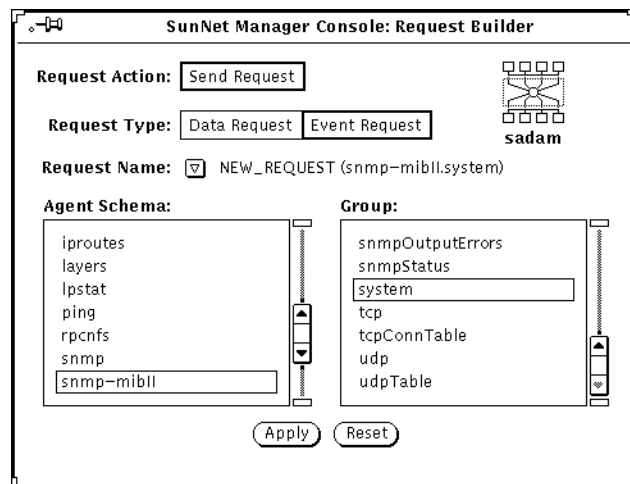 SunNet Manager Console: Request Builder
Request Action: Send Request
sadam
Request Type: Data Request Event Request
Request Name: NEW_REQUEST (snmp-mibII.system)
Agent Schema:
iproutes
layers
lpstat
ping
rpcnfs
snmp
snmp-mibII
Group:
snmpOutputErrors
snmpStatus
system
tcp
tcpConnTable
udp
udpTable
Apply Reset